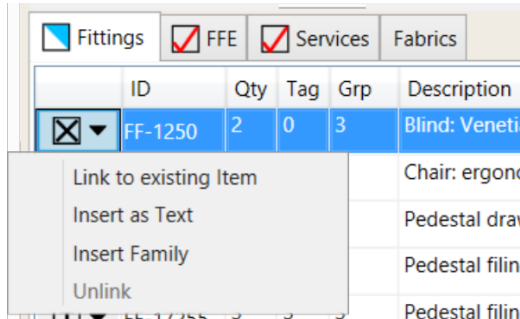 Fittings FFE Services Fabrics
ID Qty Tag Grp Description
FF-1250 2 0 3 Blind: Veneti
Link to existing Item
Insert as Text
Insert Family
Unlink
Chair: ergono
Pedestal draw
Pedestal filin
Pedestal filin